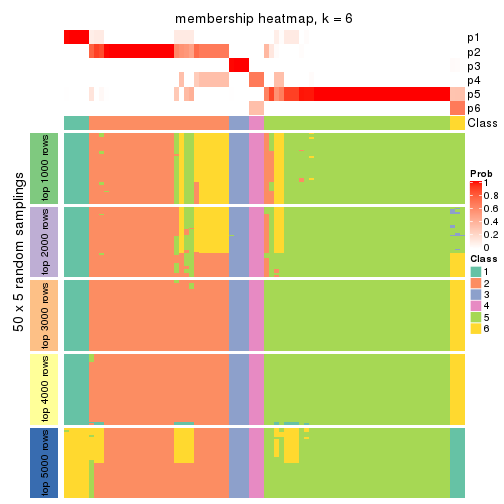 membership heatmap, k = 6
p1
p2
p3
p4
p5
p6
Class
50 x 5 random samplings
top 1000 rows
top 2000 rows
top 3000 rows
top 4000 rows
top 5000 rows
Prob
1
0.8
0.6
0.4
0.2
0
Class
1
2
3
4
5
6